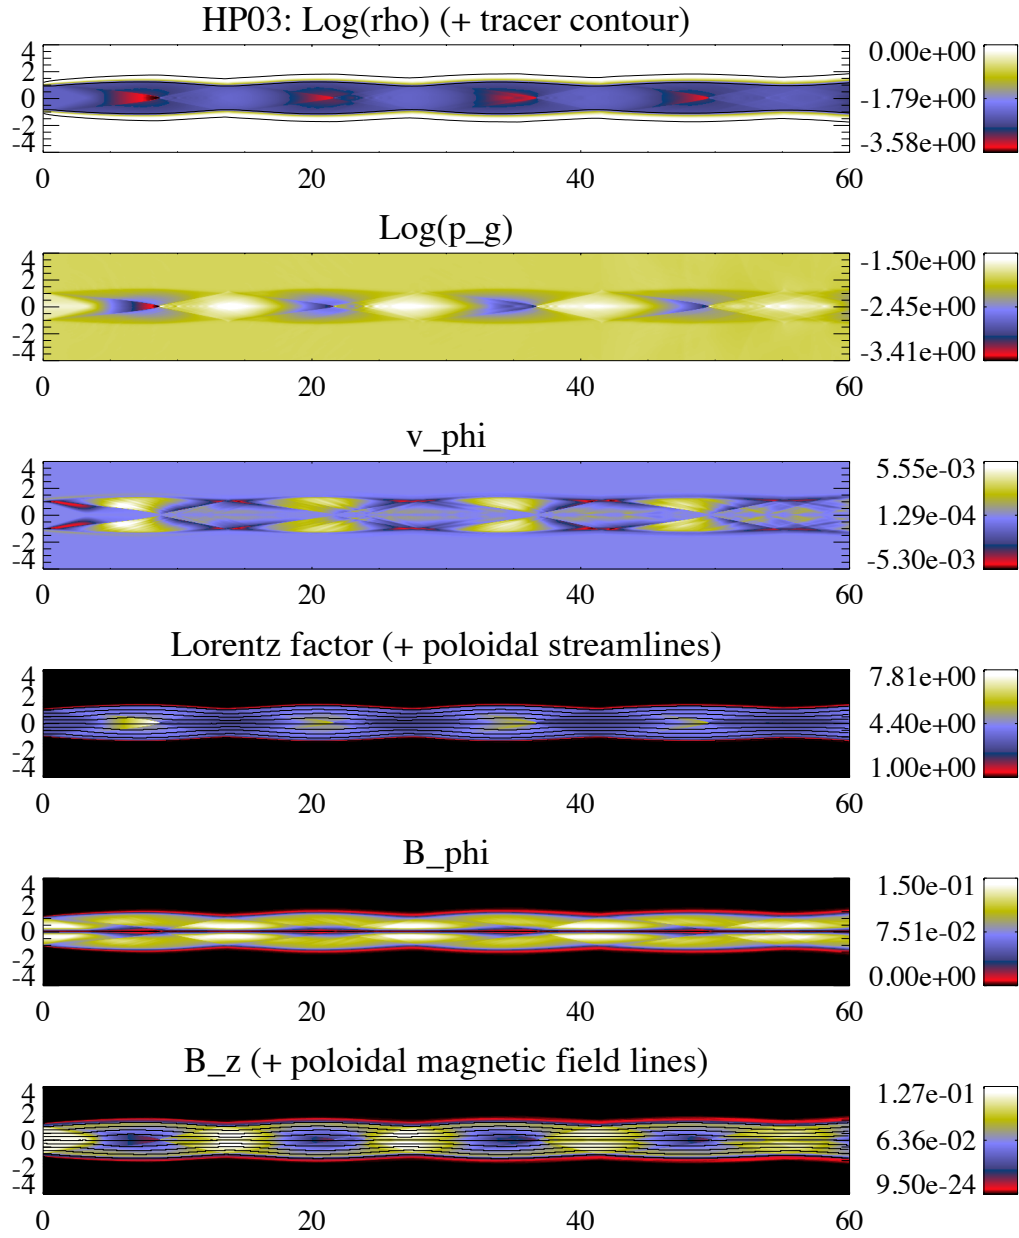 HP03: Log(rho) (+ tracer contour)
4
2
0
-2
-4
0 20 40 60
0.00e+00
-1.79e+00
-3.58e+00
Log(p_g)
4
2
0
-2
-4
0 20 40 60
-1.50e+00
-2.45e+00
-3.41e+00
v_phi
4
2
0
-2
-4
0 20 40 60
5.55e-03
1.29e-04
-5.30e-03
Lorentz factor (+ poloidal streamlines)
4
2
0
-2
-4
0 20 40 60
7.81e+00
4.40e+00
1.00e+00
B_phi
4
2
0
-2
-4
0 20 40 60
1.50e-01
7.51e-02
0.00e+00
B_z (+ poloidal magnetic field lines)
4
2
0
-2
-4
0 20 40 60
1.27e-01
6.36e-02
9.50e-24